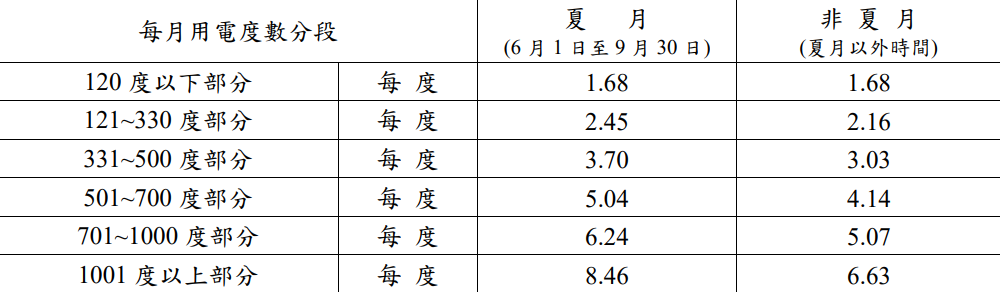 每月用電度數分段 夏 月 非 夏 月
(6 月 1 日至 9 月 30 日) (夏月以外時間)
120 度以下部分 每 度 1.68 1.68
121~330 度部分 每 度 2.45 2.16
331~500 度部分 每 度 3.70 3.03
501~700 度部分 每 度 5.04 4.14
701~1000 度部分 每 度 6.24 5.07
1001 度以上部分 每 度 8.46 6.63